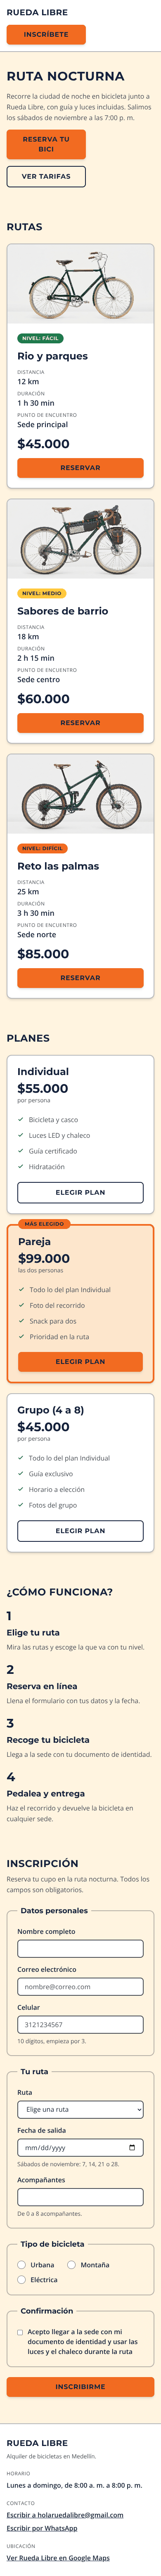 RUEDA LIBRE
INSCRÍBETE
RUTA NOCTURNA
Recorre la ciudad de noche en bicicleta junto a
Rueda Libre, con guía y luces incluidas. Salimos
los sábados de noviembre a las 7:00 p. m.
RESERVA TU
BICI
VER TARIFAS
RUTAS
NIVEL: FÁCIL
Rio y parques
DISTANCIA
12 km
DURACIÓN
1 h 30 min
PUNTO DE ENCUENTRO
Sede principal
$45.000
RESERVAR
NIVEL: MEDIO
Sabores de barrio
DISTANCIA
18 km
DURACIÓN
2 h 15 min
PUNTO DE ENCUENTRO
Sede centro
$60.000
RESERVAR
NIVEL: DIFÍCIL
Reto las palmas
DISTANCIA
25 km
DURACIÓN
3 h 30 min
PUNTO DE ENCUENTRO
Sede norte
$85.000
RESERVAR
PLANES
Individual
$55.000
por persona
Bicicleta y casco
Luces LED y chaleco
Guía certificado
Hidratación
ELEGIR PLAN
MÁS ELEGIDO
Pareja
$99.000
las dos personas
Todo lo del plan Individual
Foto del recorrido
Snack para dos
Prioridad en la ruta
ELEGIR PLAN
Grupo (4 a 8)
$45.000
por persona
Todo lo del plan Individual
Guía exclusivo
Horario a elección
Fotos del grupo
ELEGIR PLAN
¿CÓMO FUNCIONA?
1
Elige tu ruta
Mira las rutas y escoge la que va con tu nivel.
2
Reserva en línea
Llena el formulario con tus datos y la fecha.
3
Recoge tu bicicleta
Llega a la sede con tu documento de identidad.
4
Pedalea y entrega
Haz el recorrido y devuelve la bicicleta en
cualquier sede.
INSCRIPCIÓN
Reserva tu cupo en la ruta nocturna. Todos los
campos son obligatorios.
Datos personales
Nombre completo
Correo electrónico
nombre@correo.com
Celular
3121234567
10 dígitos, empieza por 3.
Tu ruta
Ruta
Elige una ruta
Fecha de salida
mm/dd/yyyy
Sábados de noviembre: 7, 14, 21 o 28.
Acompañantes
De 0 a 8 acompañantes.
Tipo de bicicleta
Urbana
Montaña
Eléctrica
Confirmación
Acepto llegar a la sede con mi
documento de identidad y usar las
luces y el chaleco durante la ruta
INSCRIBIRME
RUEDA LIBRE
Alquiler de bicicletas en Medellín.
HORARIO
Lunes a domingo, de 8:00 a. m. a 8:00 p. m.
CONTACTO
Escribir a holaruedalibre@gmail.com
Escribir por WhatsApp
UBICACIÓN
Ver Rueda Libre en Google Maps